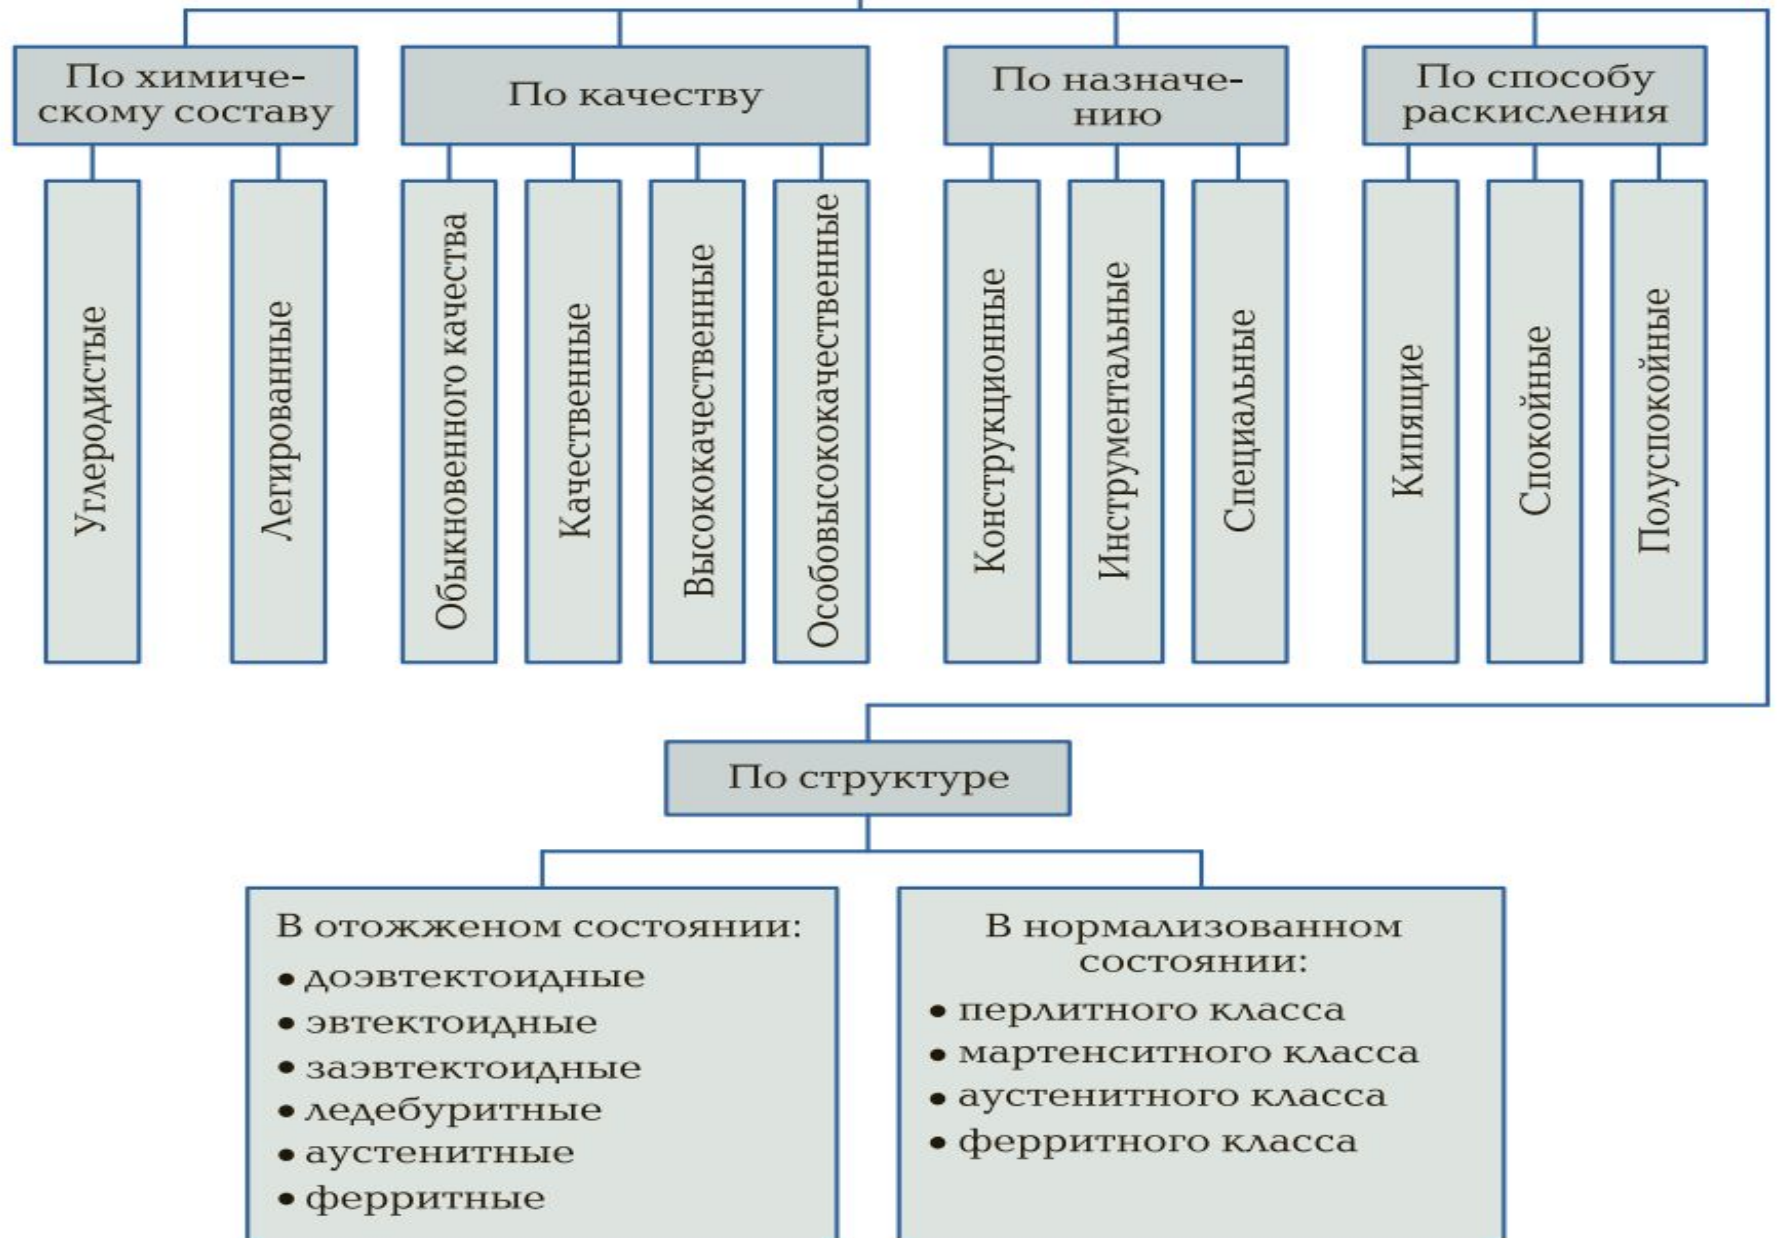 По химиче-
скому составу
По качеству
По назначе-
нию
По способу
раскисления
Углеродистые
Легированные
Обыкновенного качества
Качественные
Высококачественные
Особовысококачественные
Конструкционные
Инструментальные
Специальные
Кипящие
Спокойные
Полуспокойные
По структуре
В отожженом состоянии:
• доэвтектоидные
• эвтектоидные
• заэвтектоидные
• ледебуритные
• аустенитные
• ферритные
В нормализованном
состоянии:
• перлитного класса
• мартенситного класса
• аустенитного класса
• ферритного класса